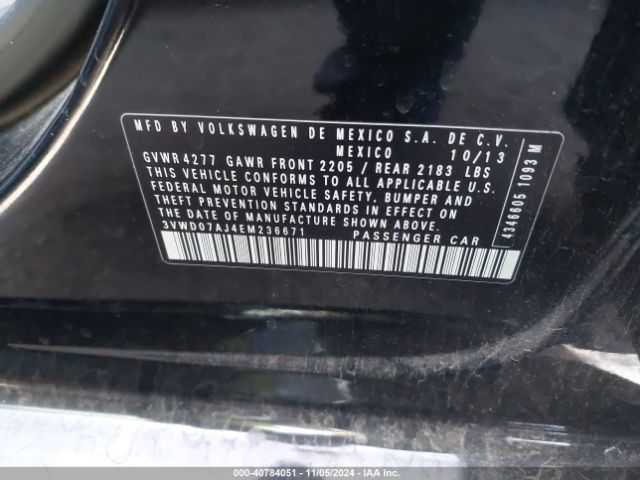 MFD BY VOLKSWAGEN DE MEXICO S.A. DE C.V.
MEXICO 10/13
GVWR 4277 GAWR FRONT 2205 / REAR 2183 LBS
THIS VEHICLE CONFORMS TO ALL APPLICABLE U.S.
FEDERAL MOTOR VEHICLE SAFETY, BUMPER AND
THEFT PREVENTION STANDARDS IN EFFECT ON
THE DATE OF MANUFACTURE SHOWN ABOVE.
3VWD07AJ4EM236671 PASSENGER CAR
4346605 1093 M
000-40784051 - 11/05/2024 - IAA Inc.